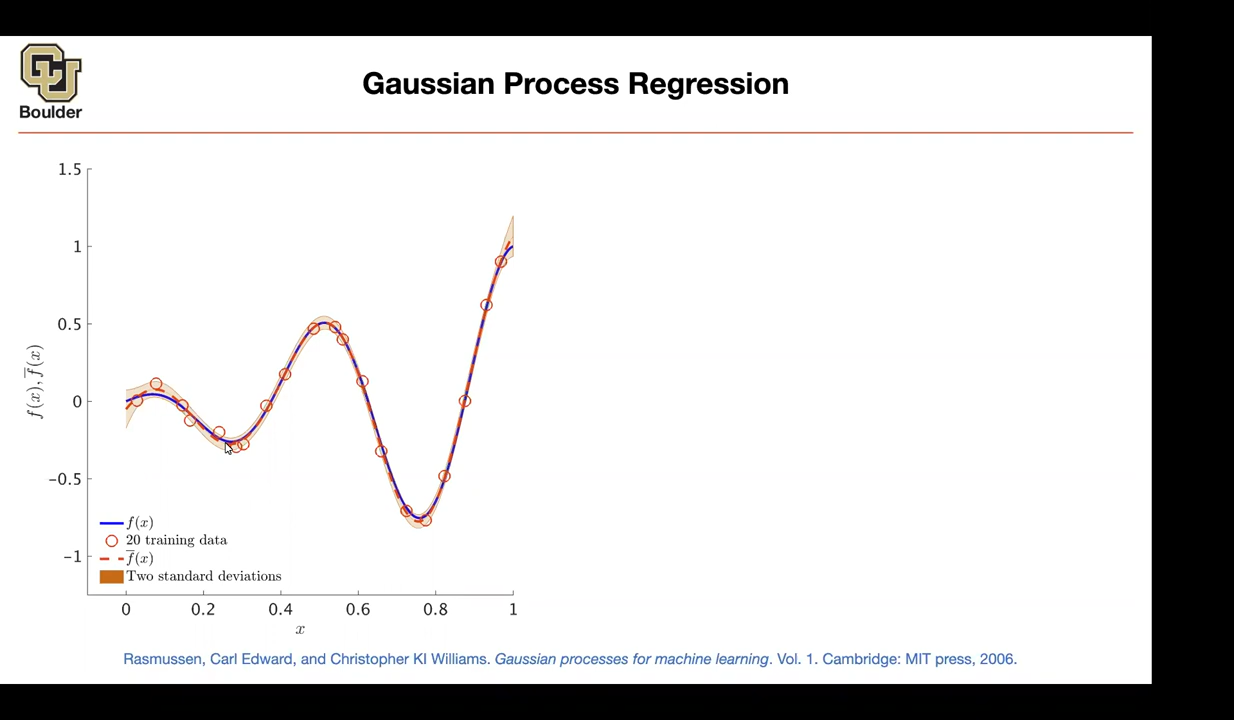 CU
Boulder
Gaussian Process Regression
1.5
1
0.5
0
−0.5
−1
f(x), f̅(x)
f(x)
20 training data
f̅(x)
Two standard deviations
0 0.2 0.4 0.6 0.8 1
x
Rasmussen, Carl Edward, and Christopher KI Williams. Gaussian processes for machine learning. Vol. 1. Cambridge: MIT press, 2006.